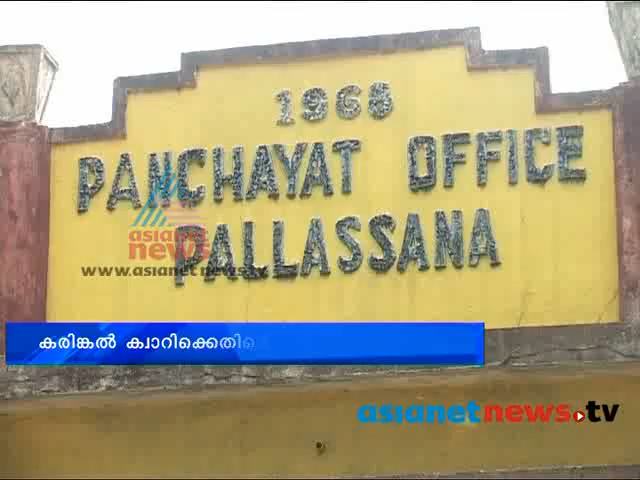 1968
PANCHAYAT OFFICE
PALLASSANA
asianet
news
www.asianetnews.tv
കരിങ്കൽ ക്വാറിക്കെതി
asianetnews.tv